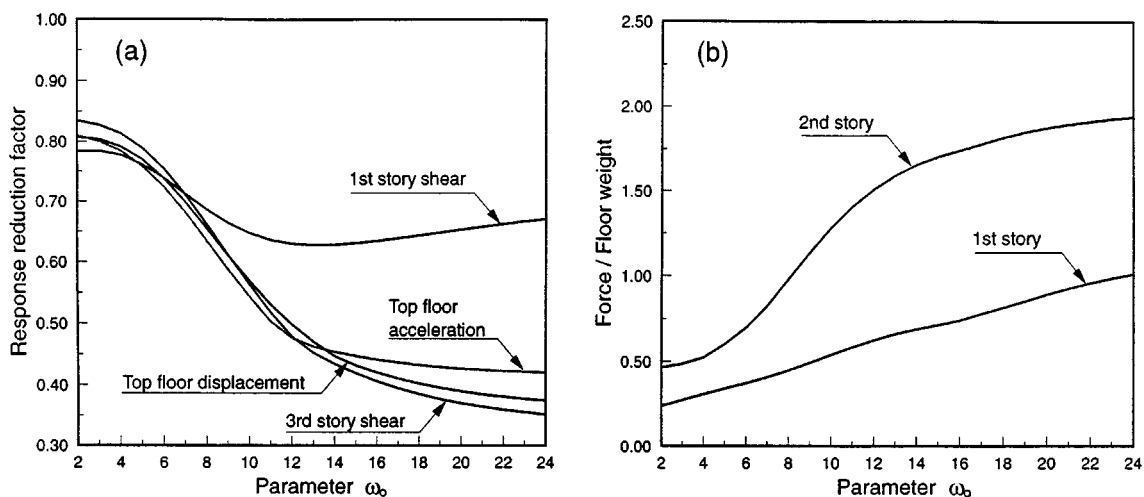 (a)
Response reduction factor
1.00
0.90
0.80
0.70
0.60
0.50
0.40
0.30
1st story shear
Top floor
acceleration
Top floor displacement
3rd story shear
2 4 6 8 10 12 14 16 18 20 22 24
Parameter ωo
(b)
Force / Floor weight
2.50
2.00
1.50
1.00
0.50
0.00
2nd story
1st story
2 4 6 8 10 12 14 16 18 20 22 24
Parameter ωo